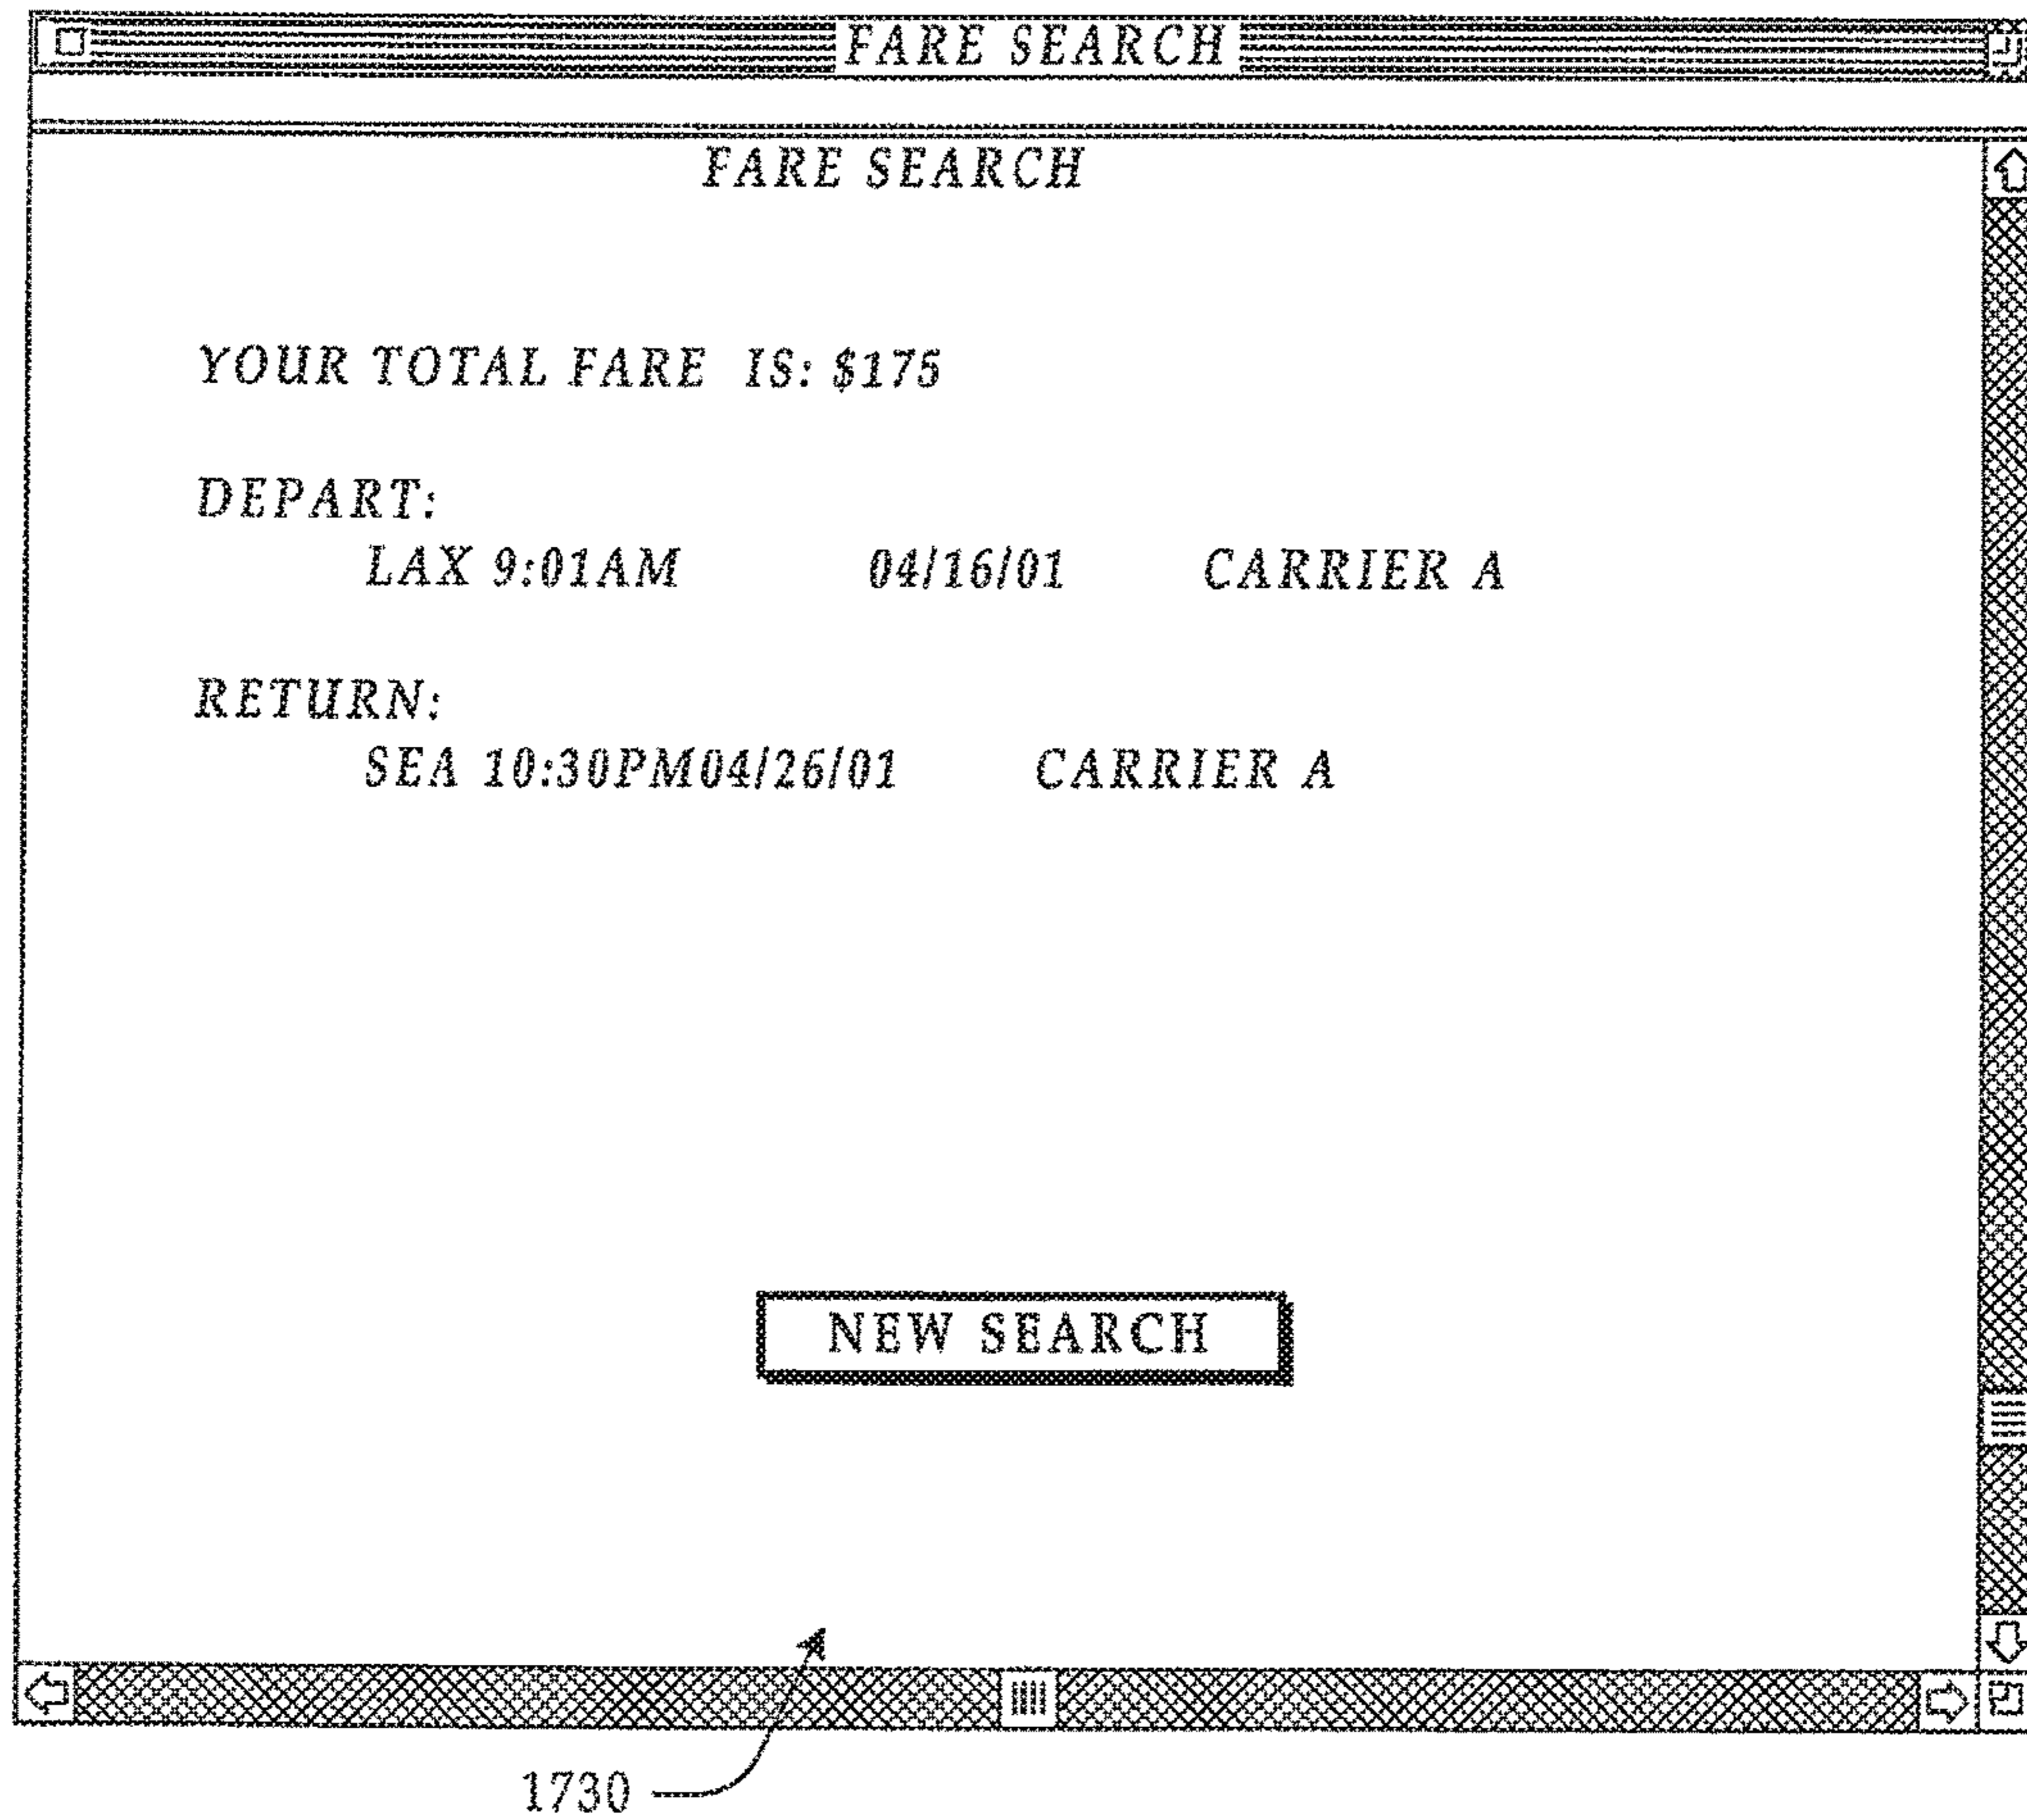 FARE SEARCH
FARE SEARCH
YOUR TOTAL FARE IS: $175
DEPART:
LAX 9:01AM 04/16/01 CARRIER A
RETURN:
SEA 10:30PM04/26/01 CARRIER A
NEW SEARCH
1730